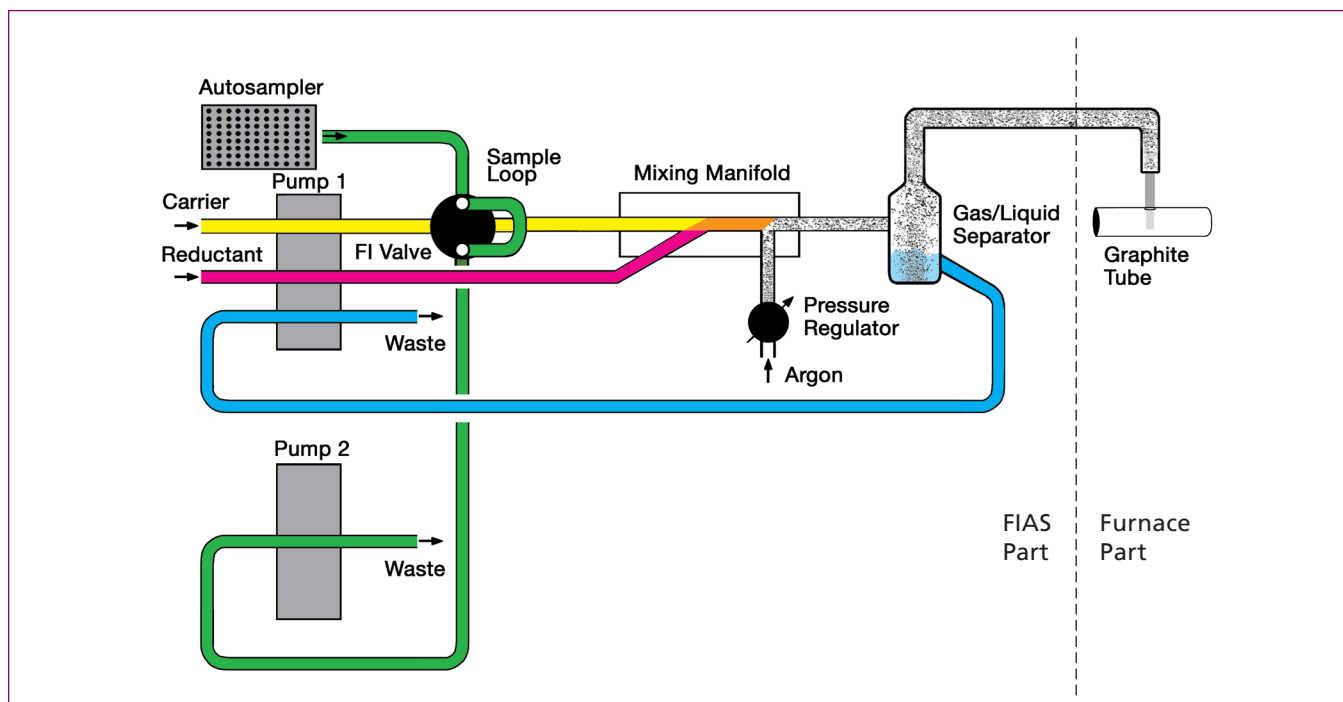 Autosampler
Pump 1
Sample
Loop
Mixing Manifold
Carrier
FI Valve
Reductant
Gas/Liquid
Separator
Graphite
Tube
Pressure
Regulator
Waste
Argon
Pump 2
FIAS
Part
Furnace
Part
Waste